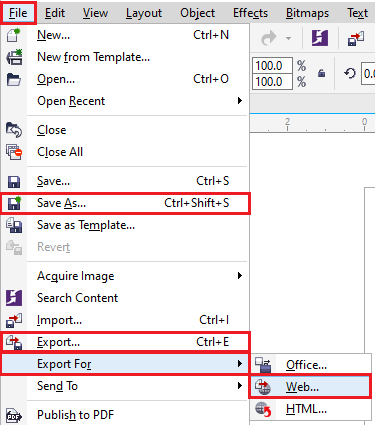 File Edit View Layout Object Effects Bitmaps Text
New... Ctrl+N
New from Template...
Open... Ctrl+O
Open Recent
Close
Close All
Save... Ctrl+S
Save As... Ctrl+Shift+S
Save as Template...
Revert
Acquire Image
Search Content
Import... Ctrl+I
Export... Ctrl+E
Export For
Send To
Publish to PDF
100.0 %
100.0 %
0.0
2 0
Office...
Web...
HTML...